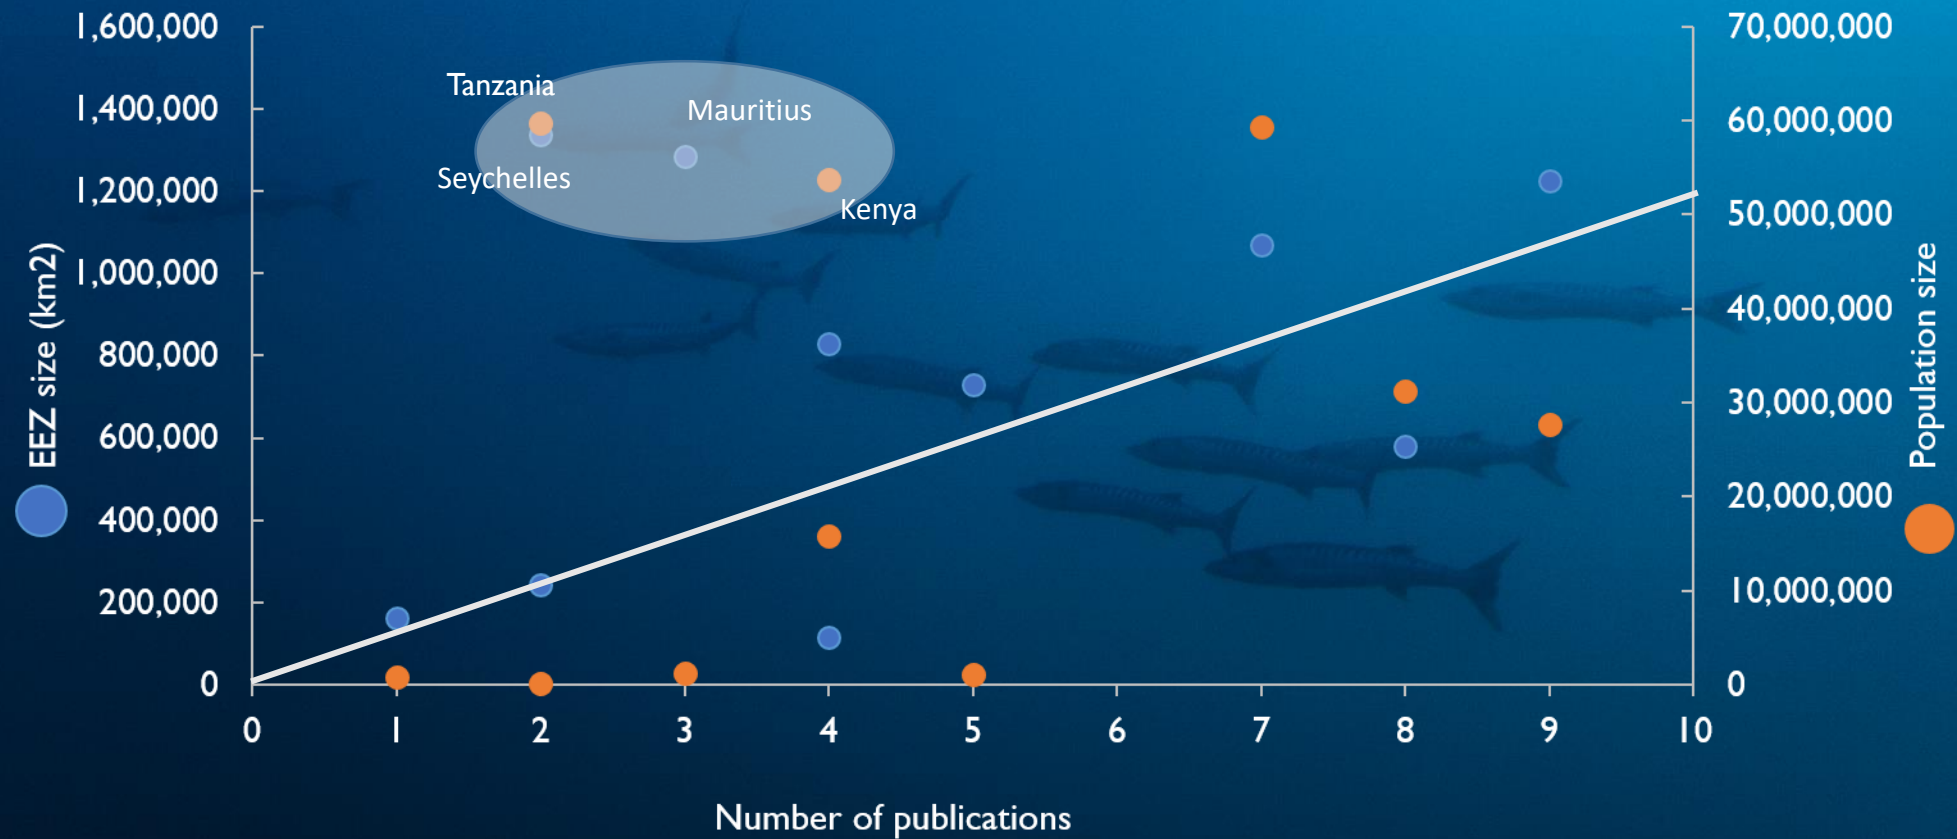 1,600,000
1,400,000
1,200,000
1,000,000
800,000
600,000
400,000
200,000
0
EEZ size (km2)
Tanzania
Mauritius
Seychelles
Kenya
70,000,000
60,000,000
50,000,000
40,000,000
30,000,000
20,000,000
10,000,000
0
Population size
0 1 2 3 4 5 6 7 8 9 10
Number of publications